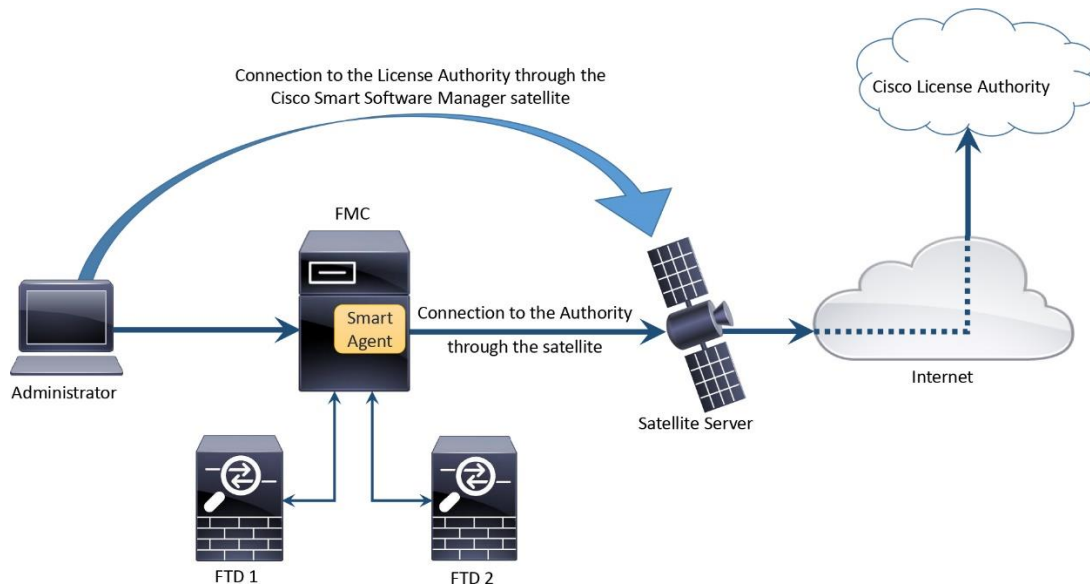 Connection to the License Authority through the
Cisco Smart Software Manager satellite
Cisco License Authority
FMC
Smart
Agent
Connection to the Authority
through the satellite
Administrator
Satellite Server
Internet
FTD 1
FTD 2